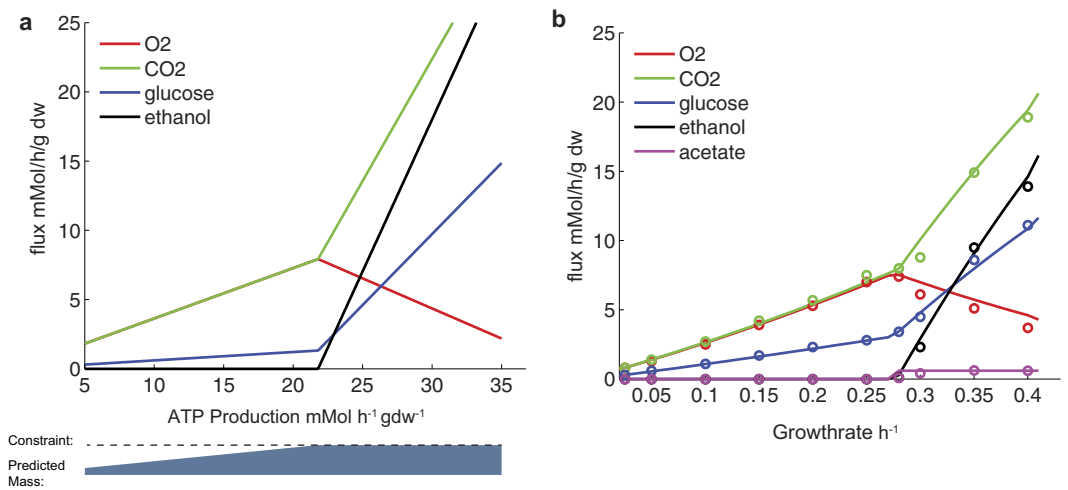 a
25
20
15
10
5
0
flux mMol/h/g dw
O2
CO2
glucose
ethanol
5 10 15 20 25 30 35
ATP Production mMol h-1 gdw-1
Constraint:
Predicted
Mass:
b
25
20
15
10
5
0
flux mMol/h/g dw
O2
CO2
glucose
ethanol
acetate
0.05 0.1 0.15 0.2 0.25 0.3 0.35 0.4
Growthrate h-1